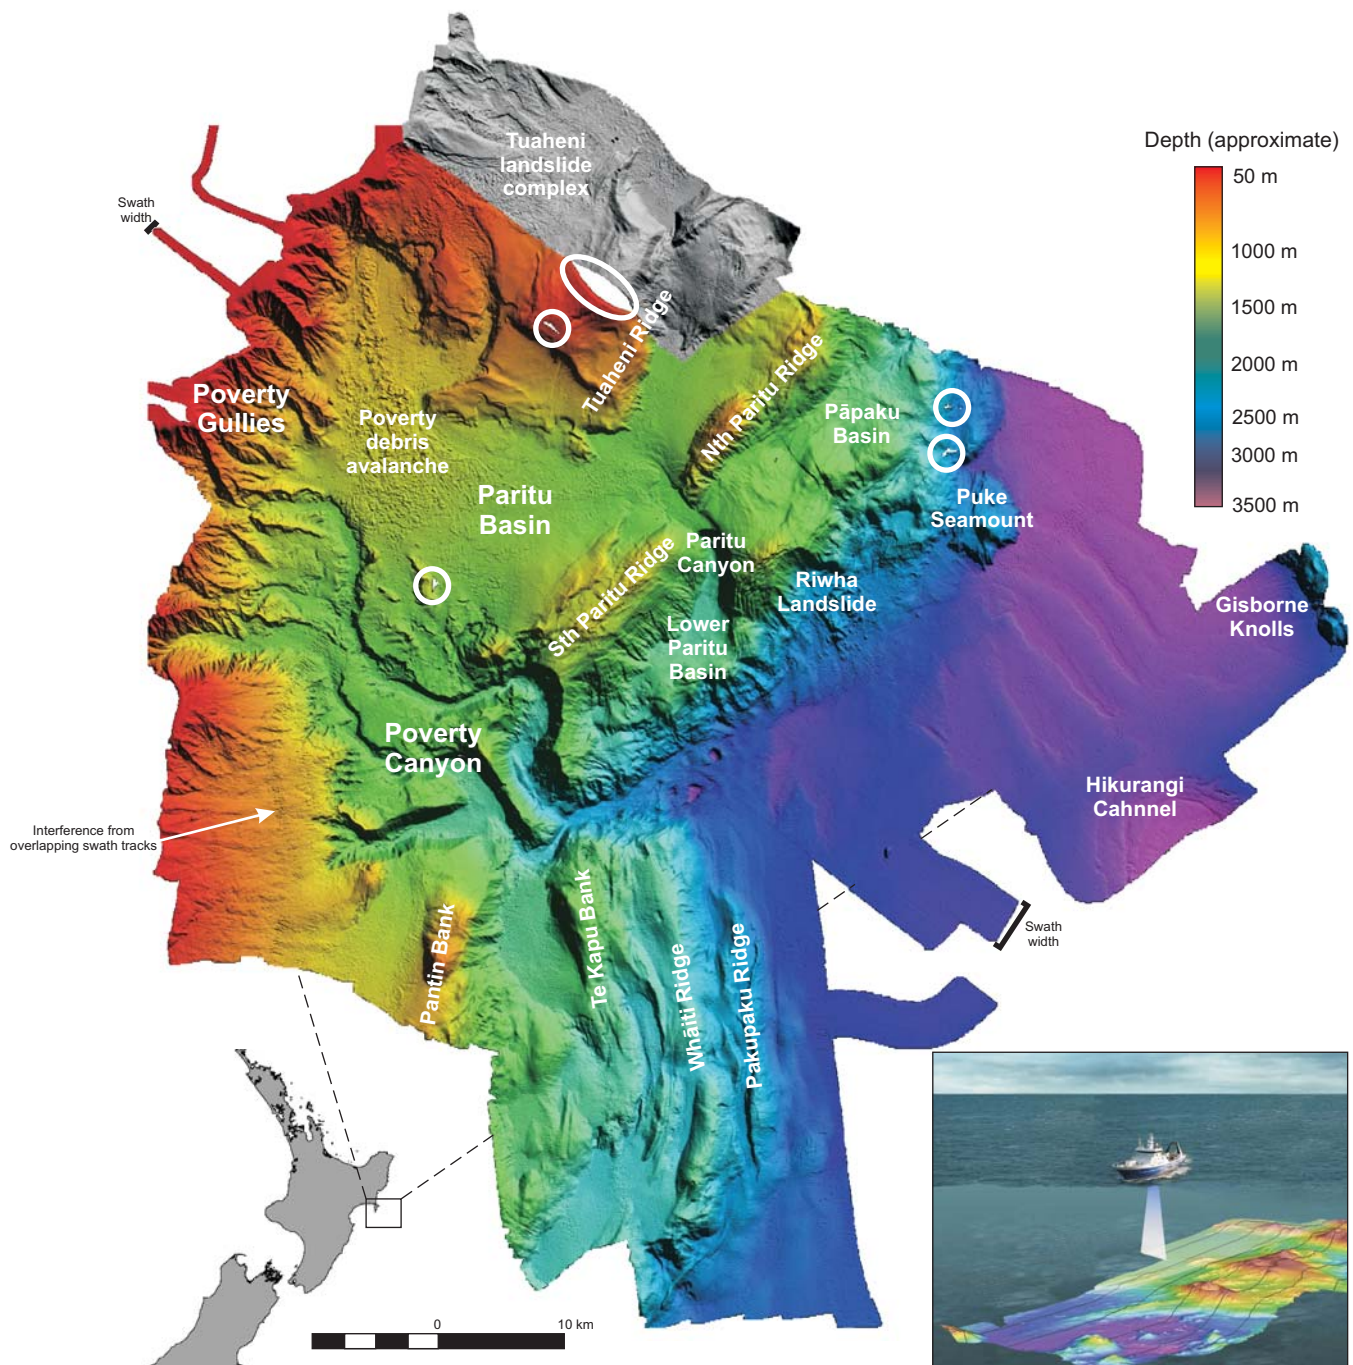 Tuaheni
landslide
complex
Depth (approximate)
50 m
1000 m
1500 m
2000 m
2500 m
3000 m
3500 m
Swath
width
Tuaheni Ridge
Nth Paritu Ridge
Poverty
Gullies
Poverty
debris
avalanche
Pāpaku
Basin
Paritu
Basin
Puke
Seamount
Paritu
Canyon
Sth Paritu Ridge
Riwha
Landslide
Gisborne
Knolls
Lower
Paritu
Basin
Poverty
Canyon
Hikurangi
Cahnnel
Interference from
overlapping swath tracks
Pantin Bank
Te Kapu Bank
Whāiti Ridge
Pakupaku Ridge
Swath
width
0
10 km